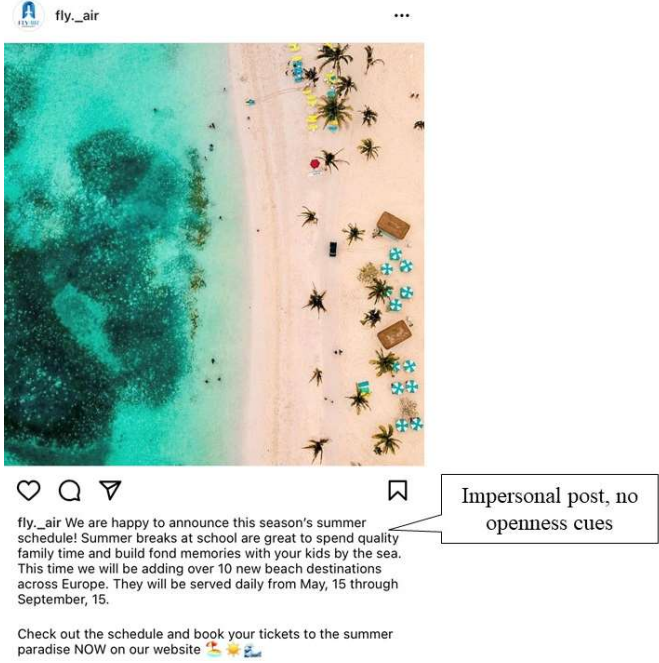 fly._air
Impersonal post, no
openness cues
fly._air We are happy to announce this season's summer
schedule! Summer breaks at school are great to spend quality
family time and build fond memories with your kids by the sea.
This time we will be adding over 10 new beach destinations
across Europe. They will be served daily from May, 15 through
September, 15.
Check out the schedule and book your tickets to the summer
paradise NOW on our website 🏖️☀️🌊